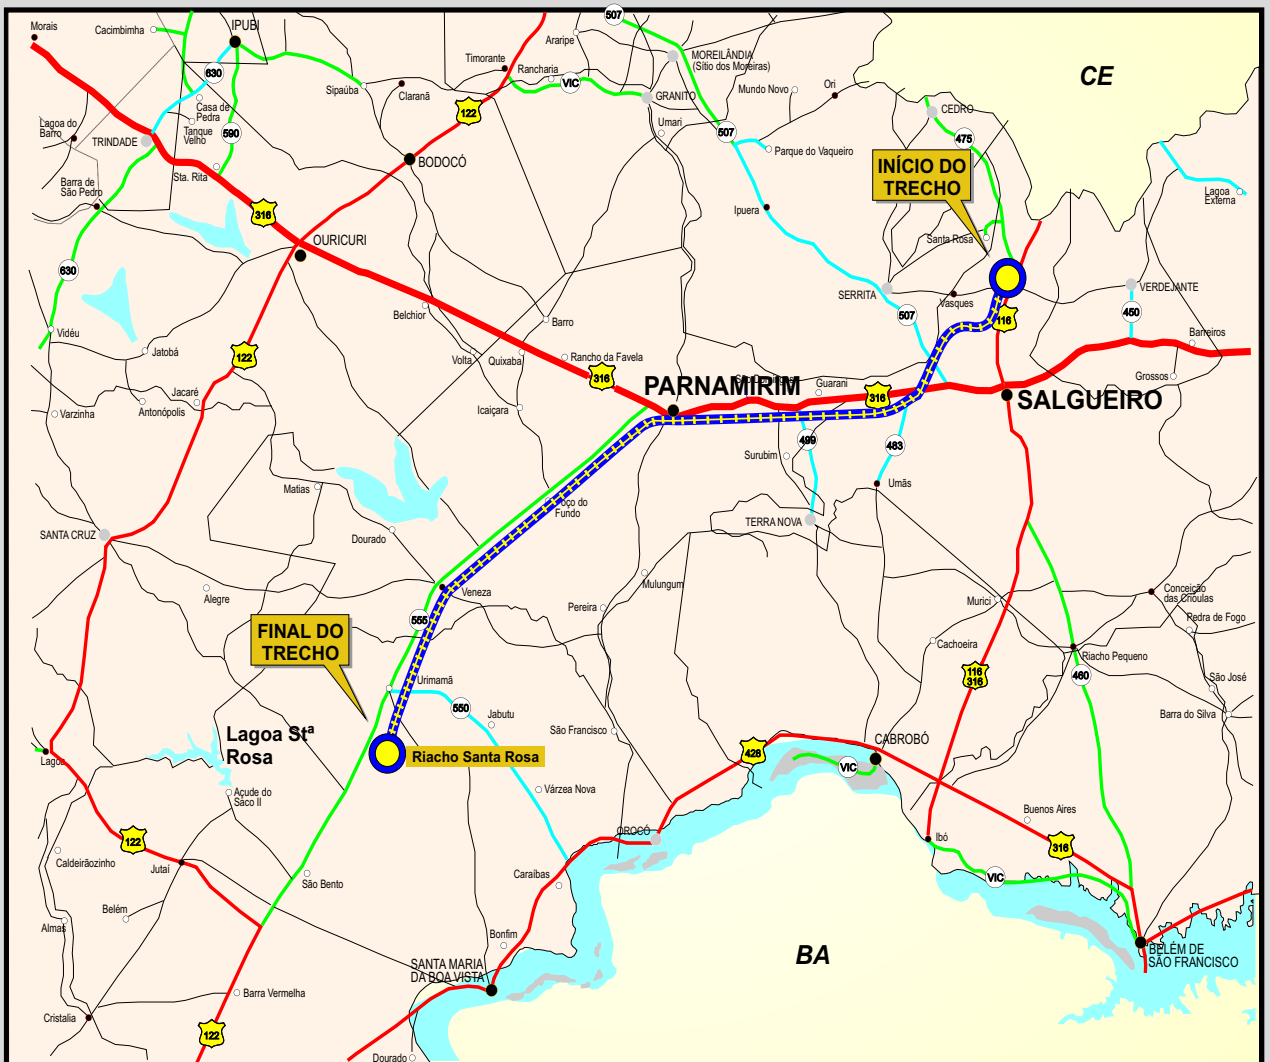 Morais
Cacimbimha
IPUBI
507
Araripe
MOREILÂNDIA
(Sítio dos Moreiras)
Timorante
Rancharia
630
VIC
CE
Sipaúba
Claranã
GRANITO
Mundo Novo
Ori
Casa de
Pedra
122
CEDRO
Lagoa do
Barro
Tanque
Velho
590
Umari
507
475
TRINDADE
BODOCÓ
Parque do Vaqueiro
INÍCIO DO
TRECHO
Sta. Rita
Barra de
São Pedro
Lagoa
Externa
316
Ipuera
OURICURI
Santa Rosa
630
SERRITA
Vasques
VERDEJANTE
Belchior
Barro
507
116
450
Vidéu
Barreiros
Jatobá
122
Volta
Quixaba
Rancho da Favela
316
Grossos
PARNAMIRIM
Guarani
316
SALGUEIRO
Jacaré
Varzinha
Antonópolis
Icaiçara
499
483
Surubim
Matias
Umãs
Poço do
Fundo
TERRA NOVA
SANTA CRUZ
Dourado
Mulungum
Alegre
Veneza
Conceição
das Crioulas
Murici
Pereira
555
Pedra de Fogo
FINAL DO
TRECHO
Cachoeira
Riacho Pequeno
116
316
460
Urimamã
São José
550
Jabutu
Barra do Silva
Lagoa Stª
Rosa
São Francisco
CABROBÓ
Lagoa
Riacho Santa Rosa
428
VIC
Açude do
Saco II
Várzea Nova
Buenos Aires
122
OROCÓ
Ibó
316
Caldeirãozinho
Jutaí
São Bento
Caraíbas
VIC
Belém
Almas
Bonfim
BA
BELÉM DE
SÃO FRANCISCO
SANTA MARIA
DA BOA VISTA
Barra Vermelha
Cristalia
122
Dourado